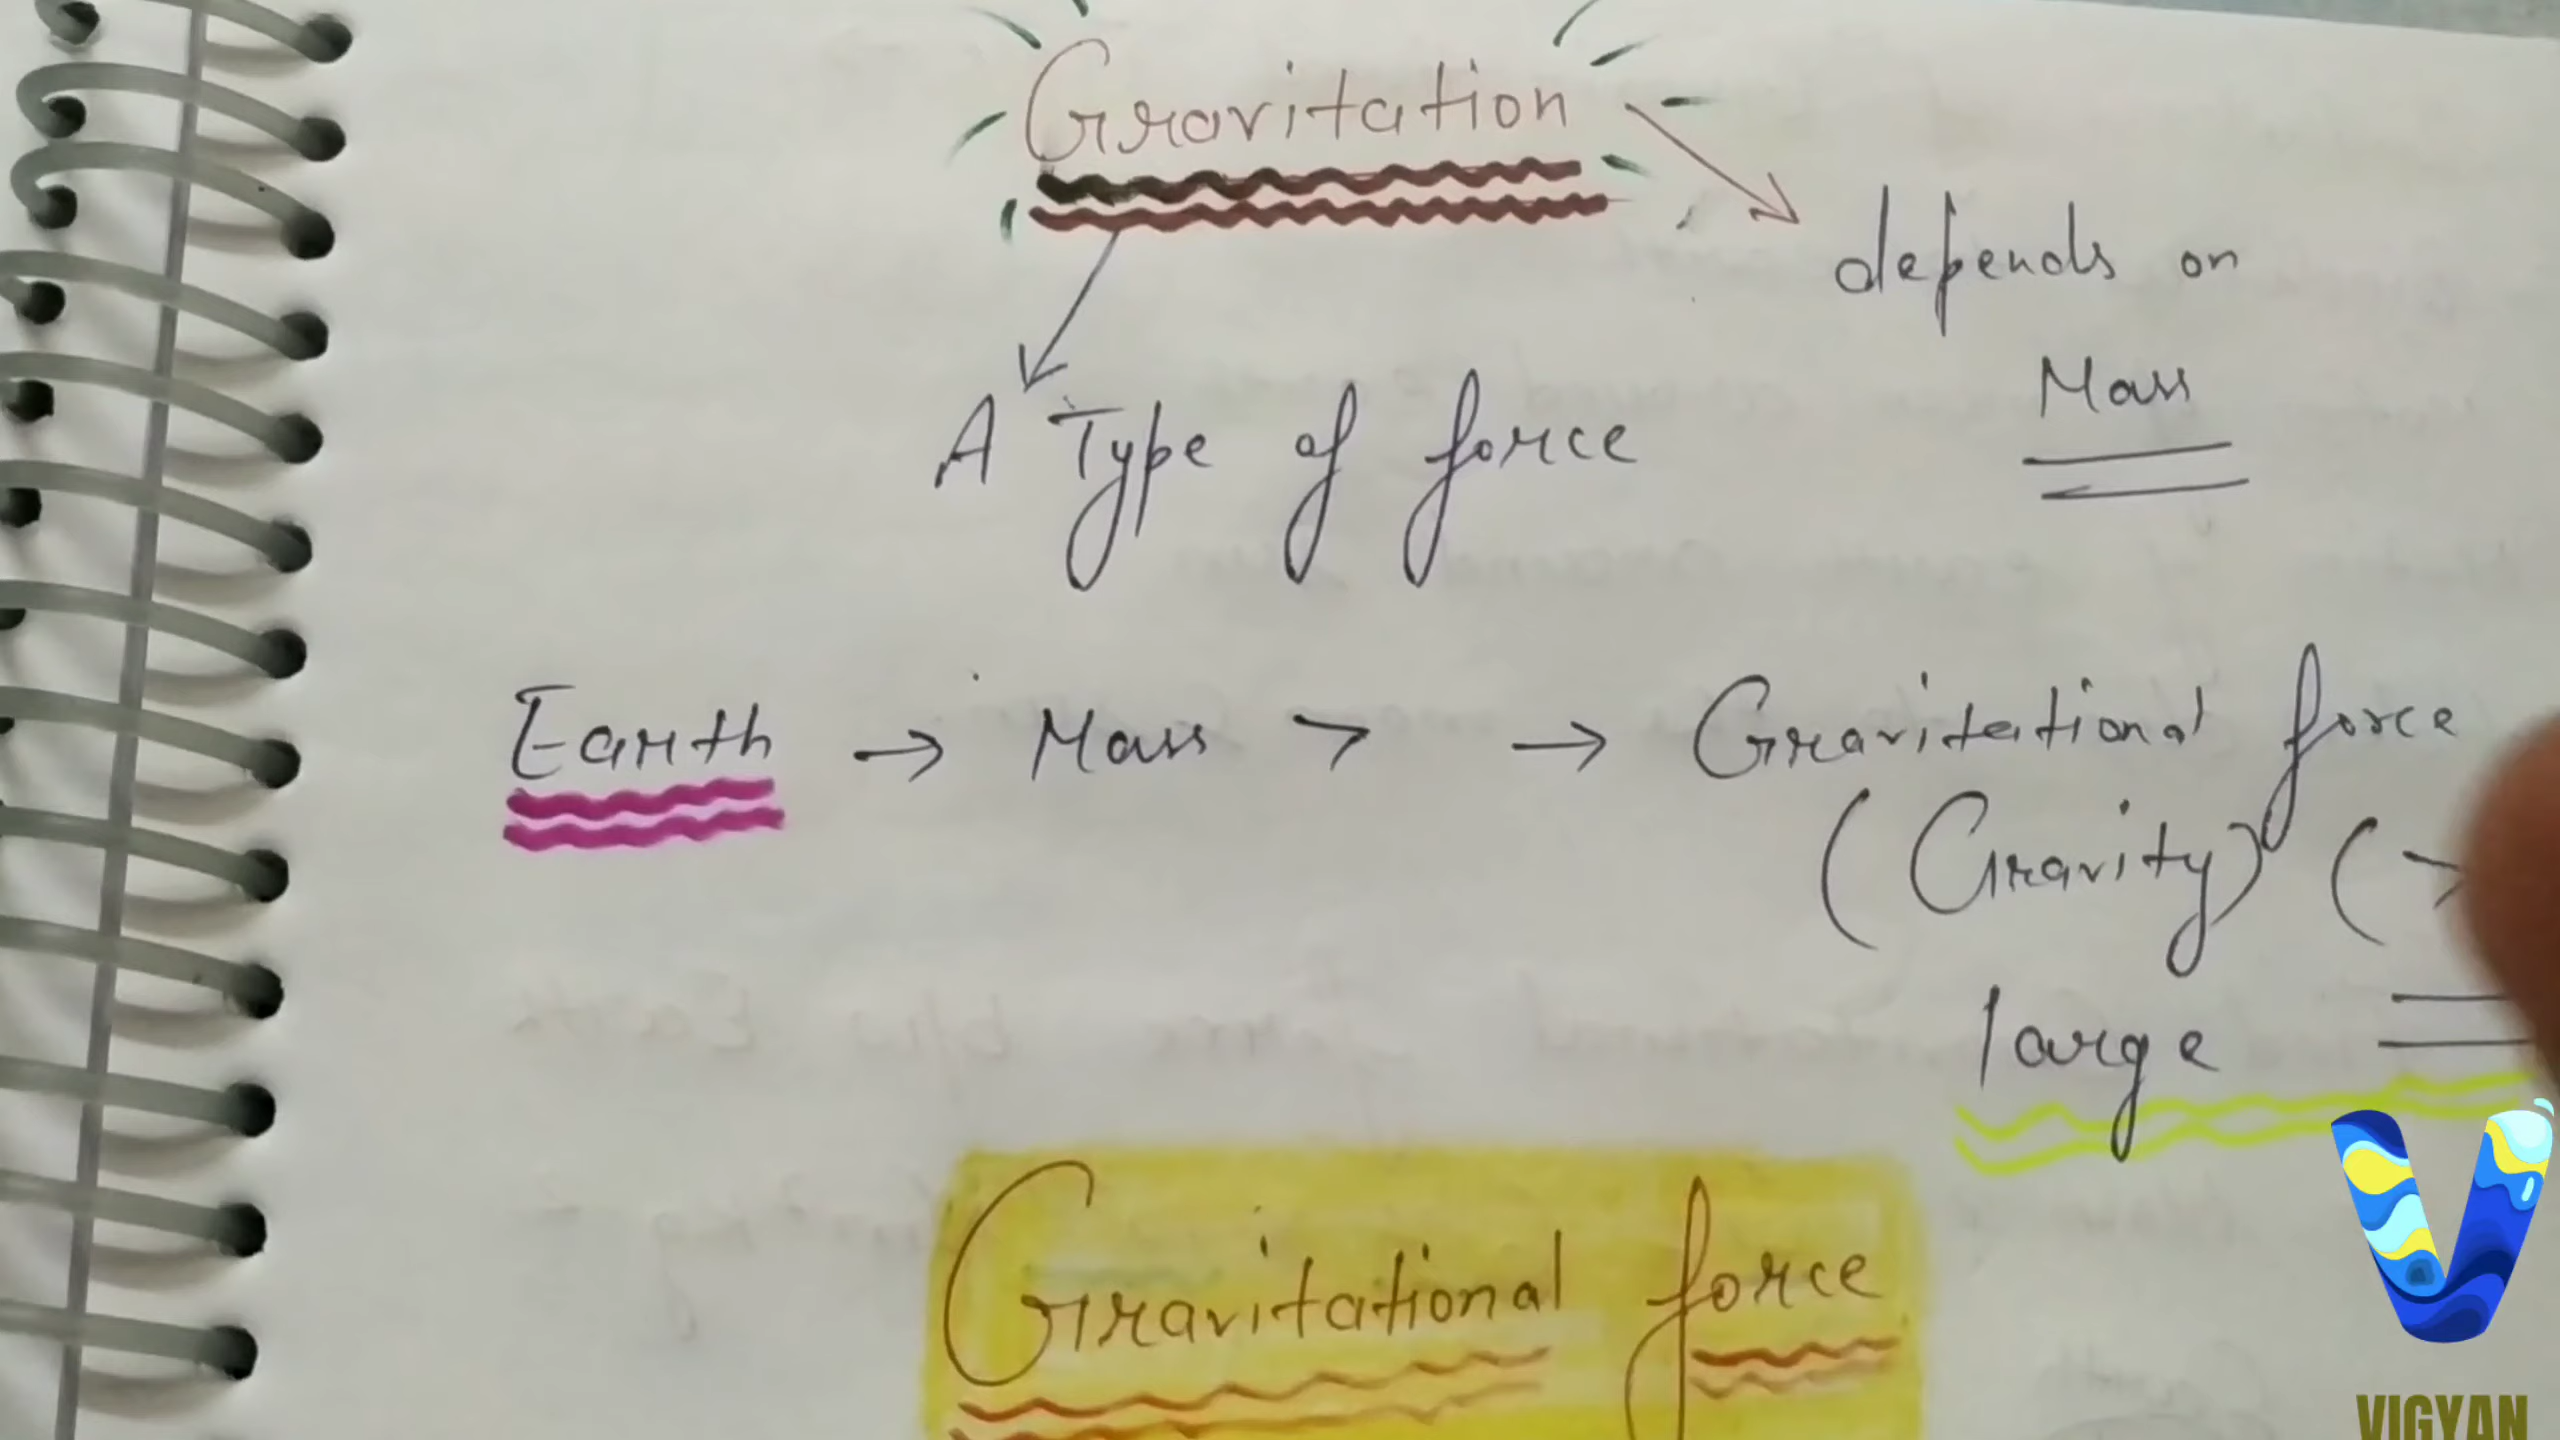 Gravitation
depends on
Mass
A Type of force
Earth → Mass > → Gravitational force
(Gravity) (>
large
Gravitational force
VIGYAN